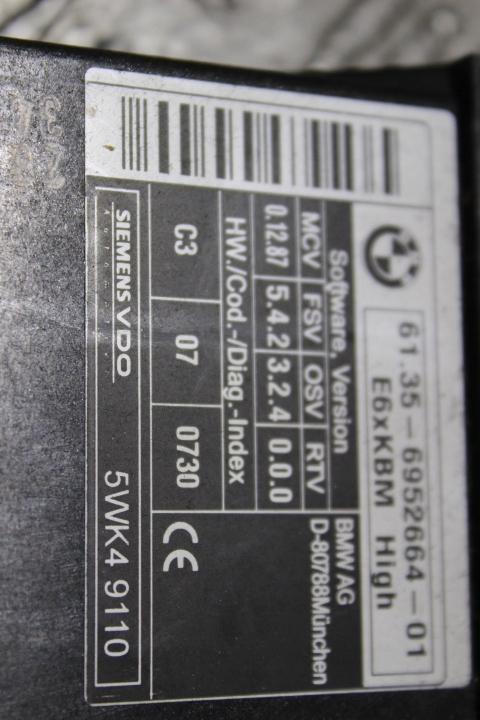 61.35-6952664-01
E6xKBM High
Software, Version
MCV FSV OSV RTV
0.12.87 5.4.2 3.2.4 0.0.0
HW./Cod.-/Diag.-Index
C3 07 0730
BMW AG
D-80788München
CE
SIEMENS VDO
Automotive
5WK4 9110